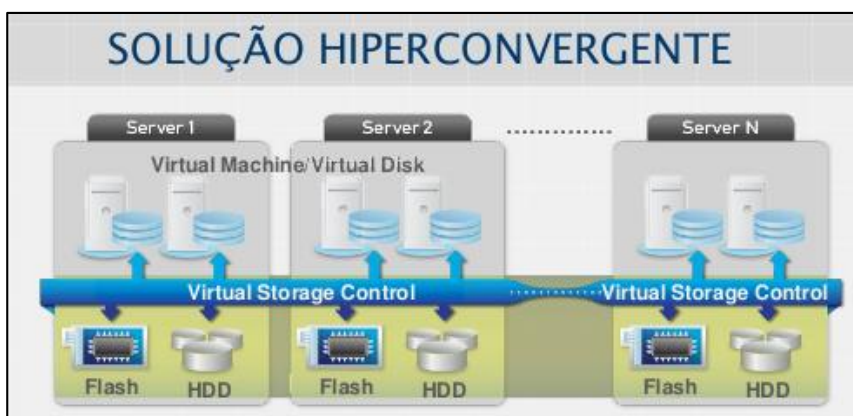 SOLUÇÃO HIPERCONVERGENTE
Server 1 Server 2 ............. Server N
Virtual Machine/Virtual Disk
Virtual Storage Control Virtual Storage Control
Flash HDD Flash HDD Flash HDD